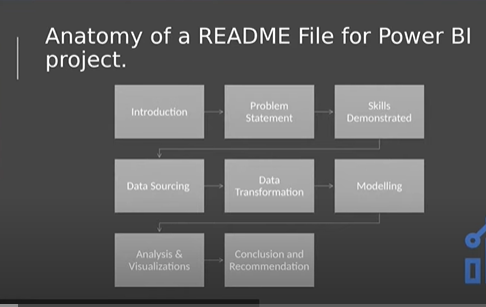 Anatomy of a README File for Power BI
project.
Introduction
Problem
Statement
Skills
Demonstrated
Data Sourcing
Data
Transformation
Modelling
Analysis &
Visualizations
Conclusion and
Recommendation